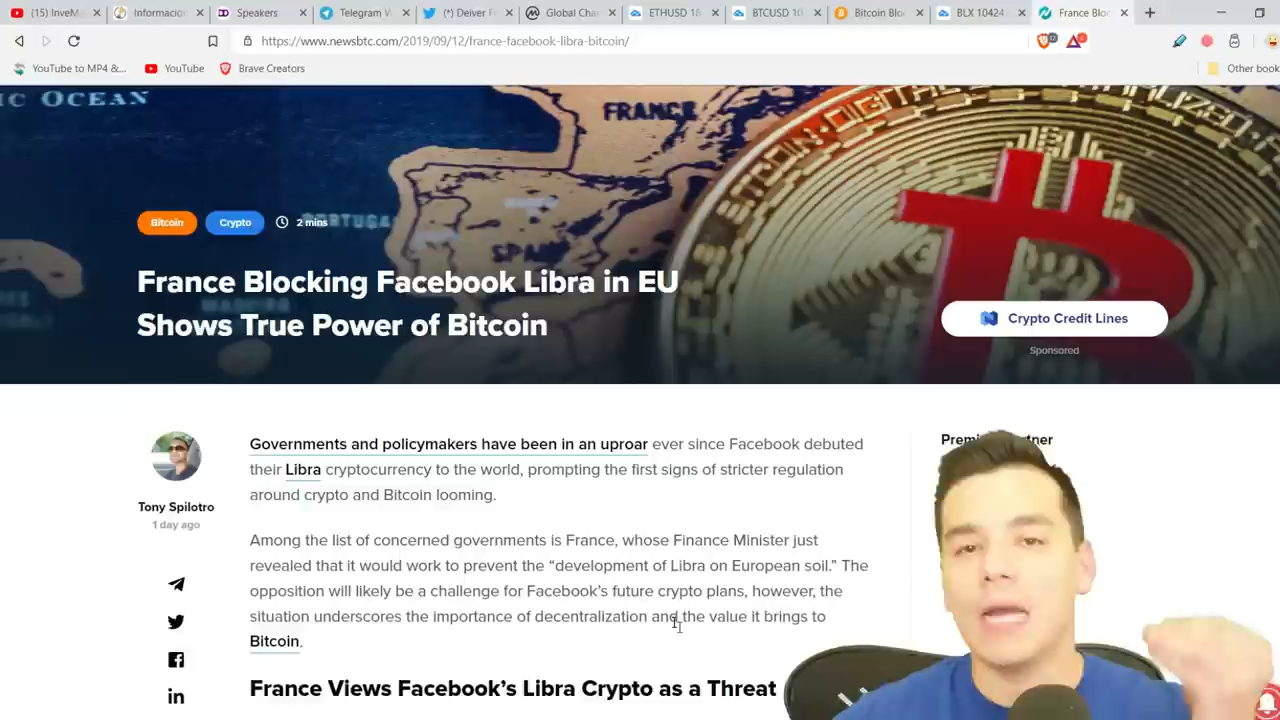 (15) InveMa
Informacion
Speakers
Telegram W
(*) Deiver F
Global Cha
ETHUSD 18
BTCUSD 10
Bitcoin Blo
BLX 10424
France Bloc
https://www.newsbtc.com/2019/09/12/france-facebook-libra-bitcoin/
YouTube to MP4 &...
YouTube
Brave Creators
Other book
IC OCEAN
FRANCE
PORTUGAL
SPAIN
Bitcoin
Crypto
2 mins
France Blocking Facebook Libra in EU
Shows True Power of Bitcoin
Crypto Credit Lines
Sponsored
Governments and policymakers have been in an uproar ever since Facebook debuted
their Libra cryptocurrency to the world, prompting the first signs of stricter regulation
around crypto and Bitcoin looming.
Tony Spilotro
1 day ago
Among the list of concerned governments is France, whose Finance Minister just
revealed that it would work to prevent the “development of Libra on European soil.” The
opposition will likely be a challenge for Facebook’s future crypto plans, however, the
situation underscores the importance of decentralization and the value it brings to
Bitcoin.
France Views Facebook’s Libra Crypto as a Threat